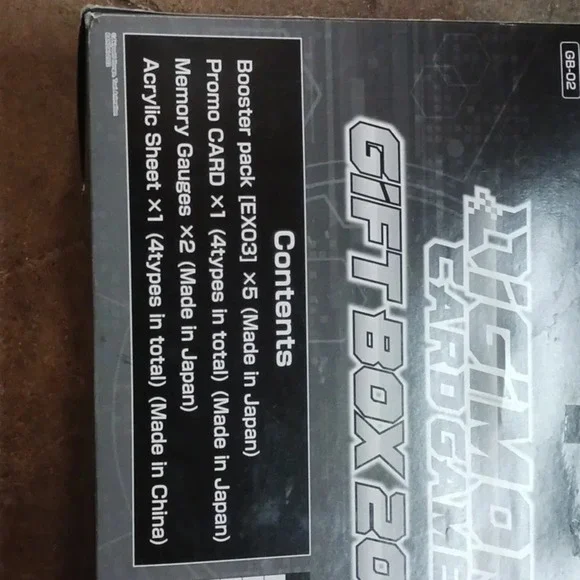 GB-02
DIGIMON
CARD GAME
GIFT BOX 20
Contents
Booster pack [EX03] ×5 (Made in Japan)
Promo CARD ×1 (4types in total) (Made in Japan)
Memory Gauges ×2 (Made in Japan)
Acrylic Sheet ×1 (4types in total) (Made in China)